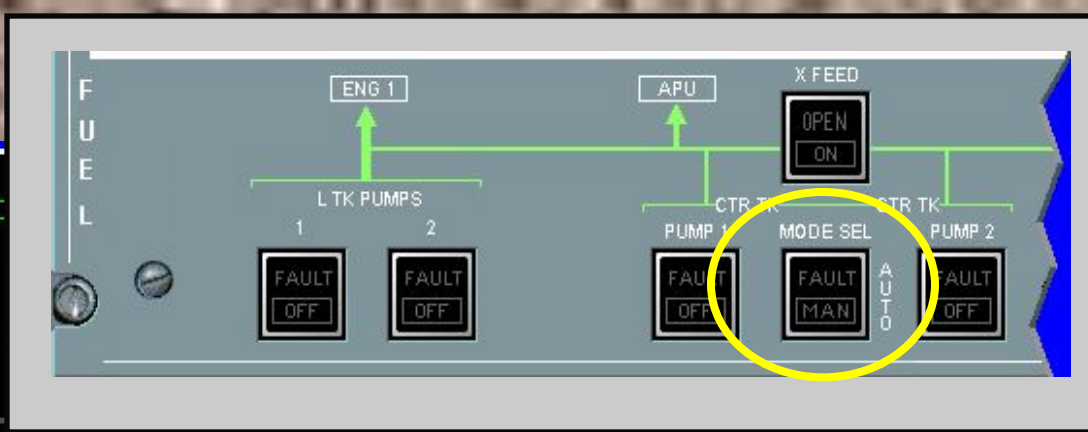 FUEL
ENG 1
APU
X FEED
OPEN
ON
L TK PUMPS
CTR TK
CTR TK
1
2
PUMP 1
MODE SEL
PUMP 2
FAULT
OFF
FAULT
OFF
FAULT
OFF
FAULT
MAN
AUTO
FAULT
OFF